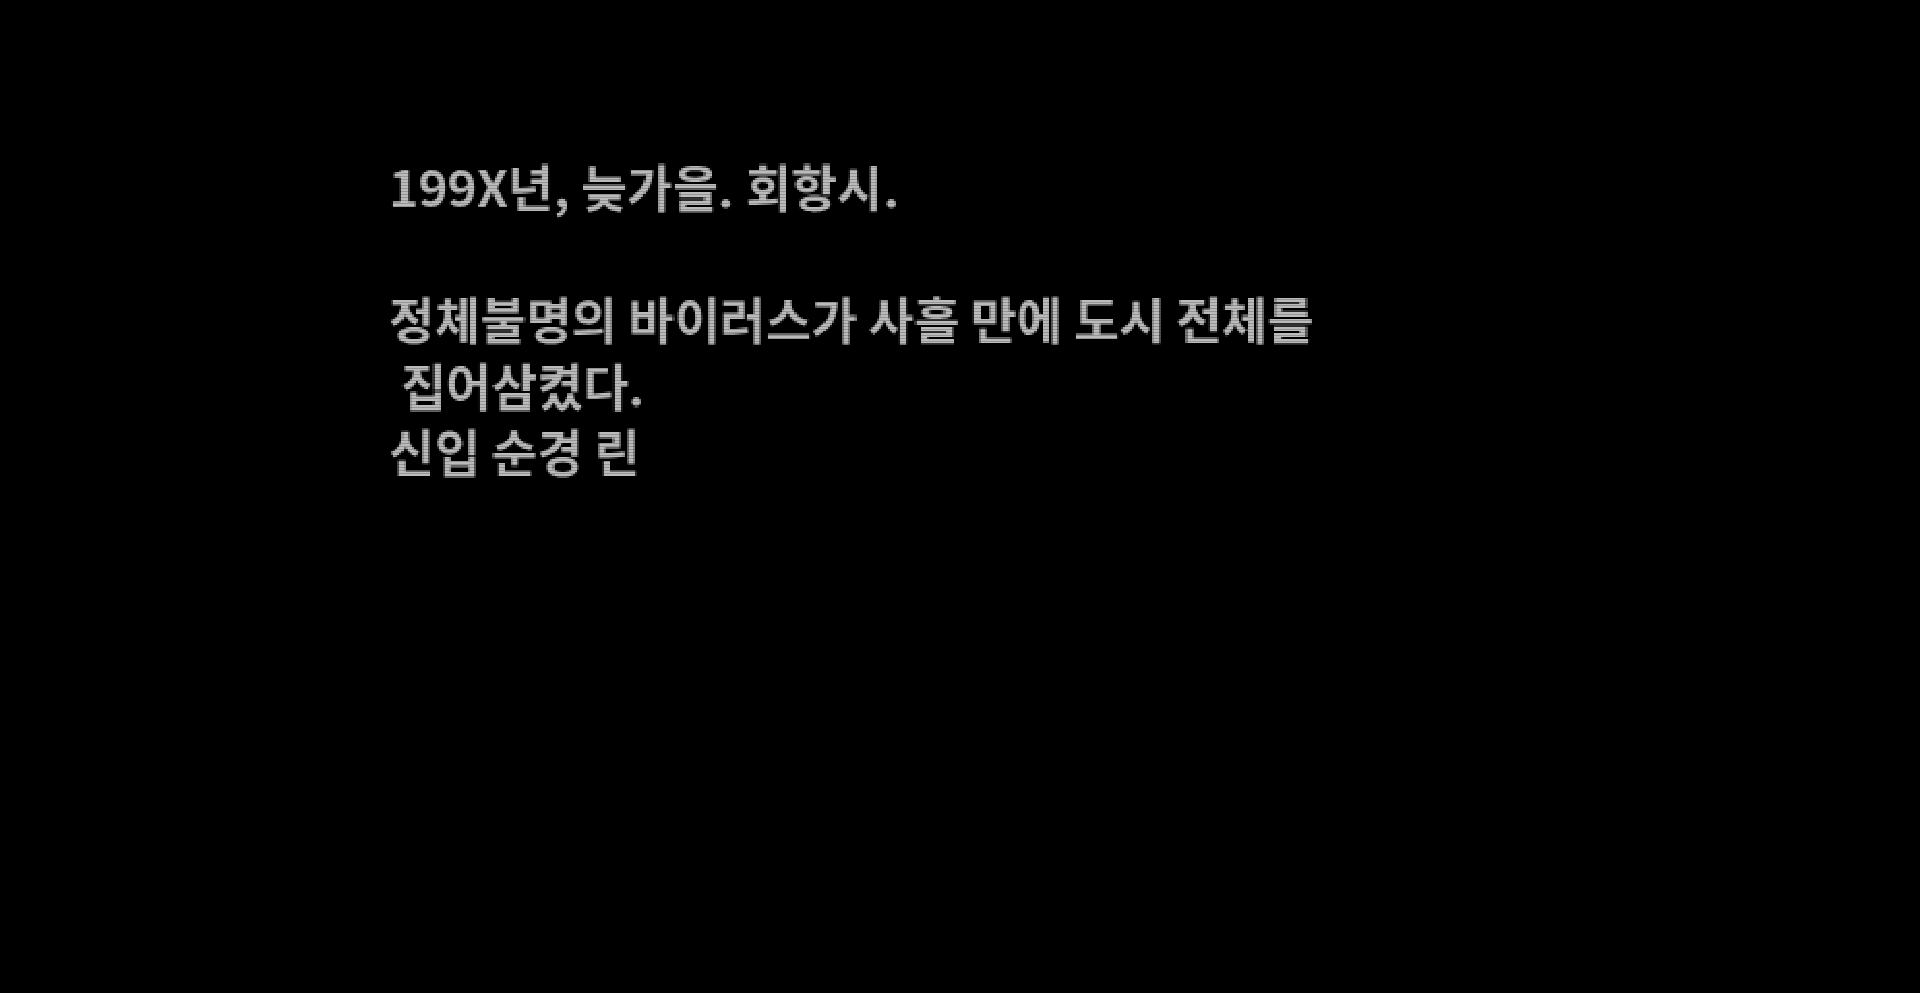 199X년, 늦가을. 회항시.
정체불명의 바이러스가 사흘 만에 도시 전체를
집어삼켰다.
신입 순경 린